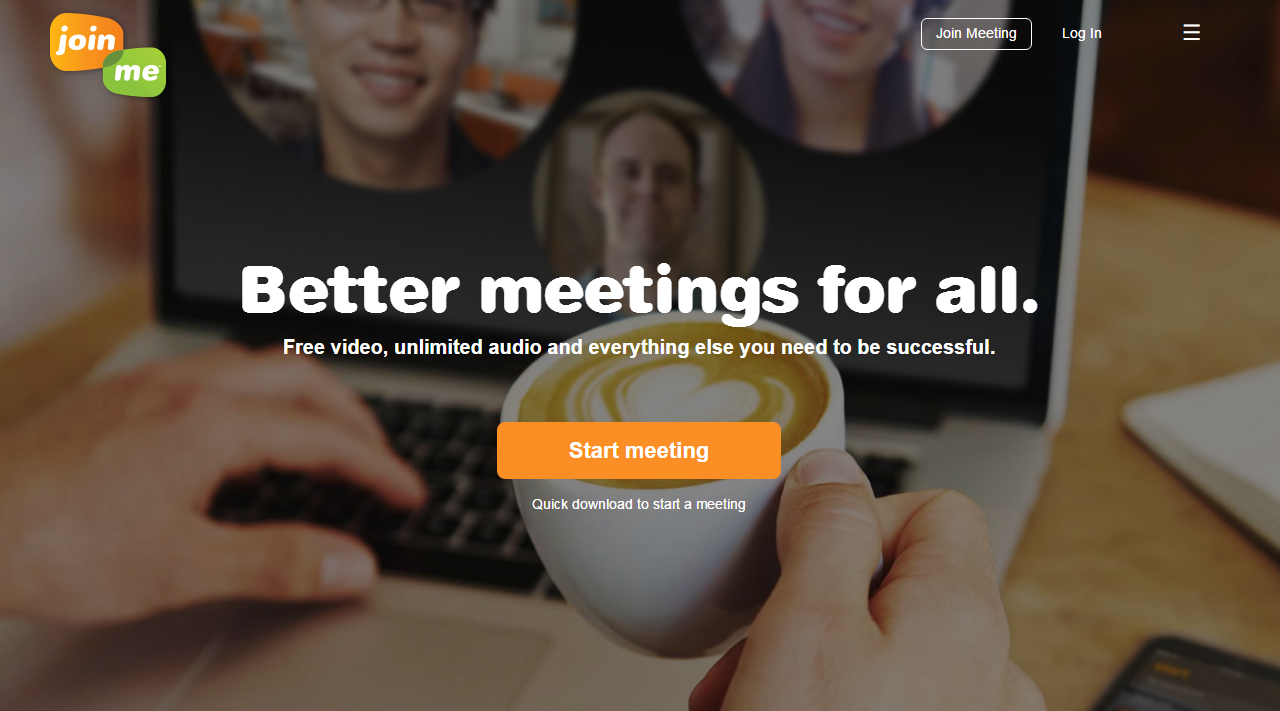 join
me
Join Meeting
Log In
Better meetings for all.
Free video, unlimited audio and everything else you need to be successful.
Start meeting
Quick download to start a meeting
start